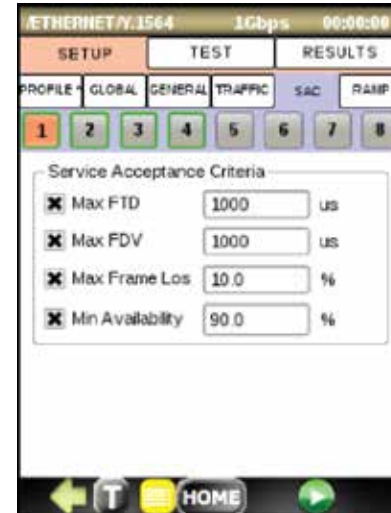 /ETHERNET/Y.1564 1Gbps 00:00:00
SETUP TEST RESULTS
PROFILE GLOBAL GENERAL TRAFFIC SAC RAMP
1 2 3 4 5 6 7 8
Service Acceptance Criteria
Max FTD 1000 us
Max FDV 1000 us
Max Frame Los 10.0 %
Min Availability 90.0 %
T HOME